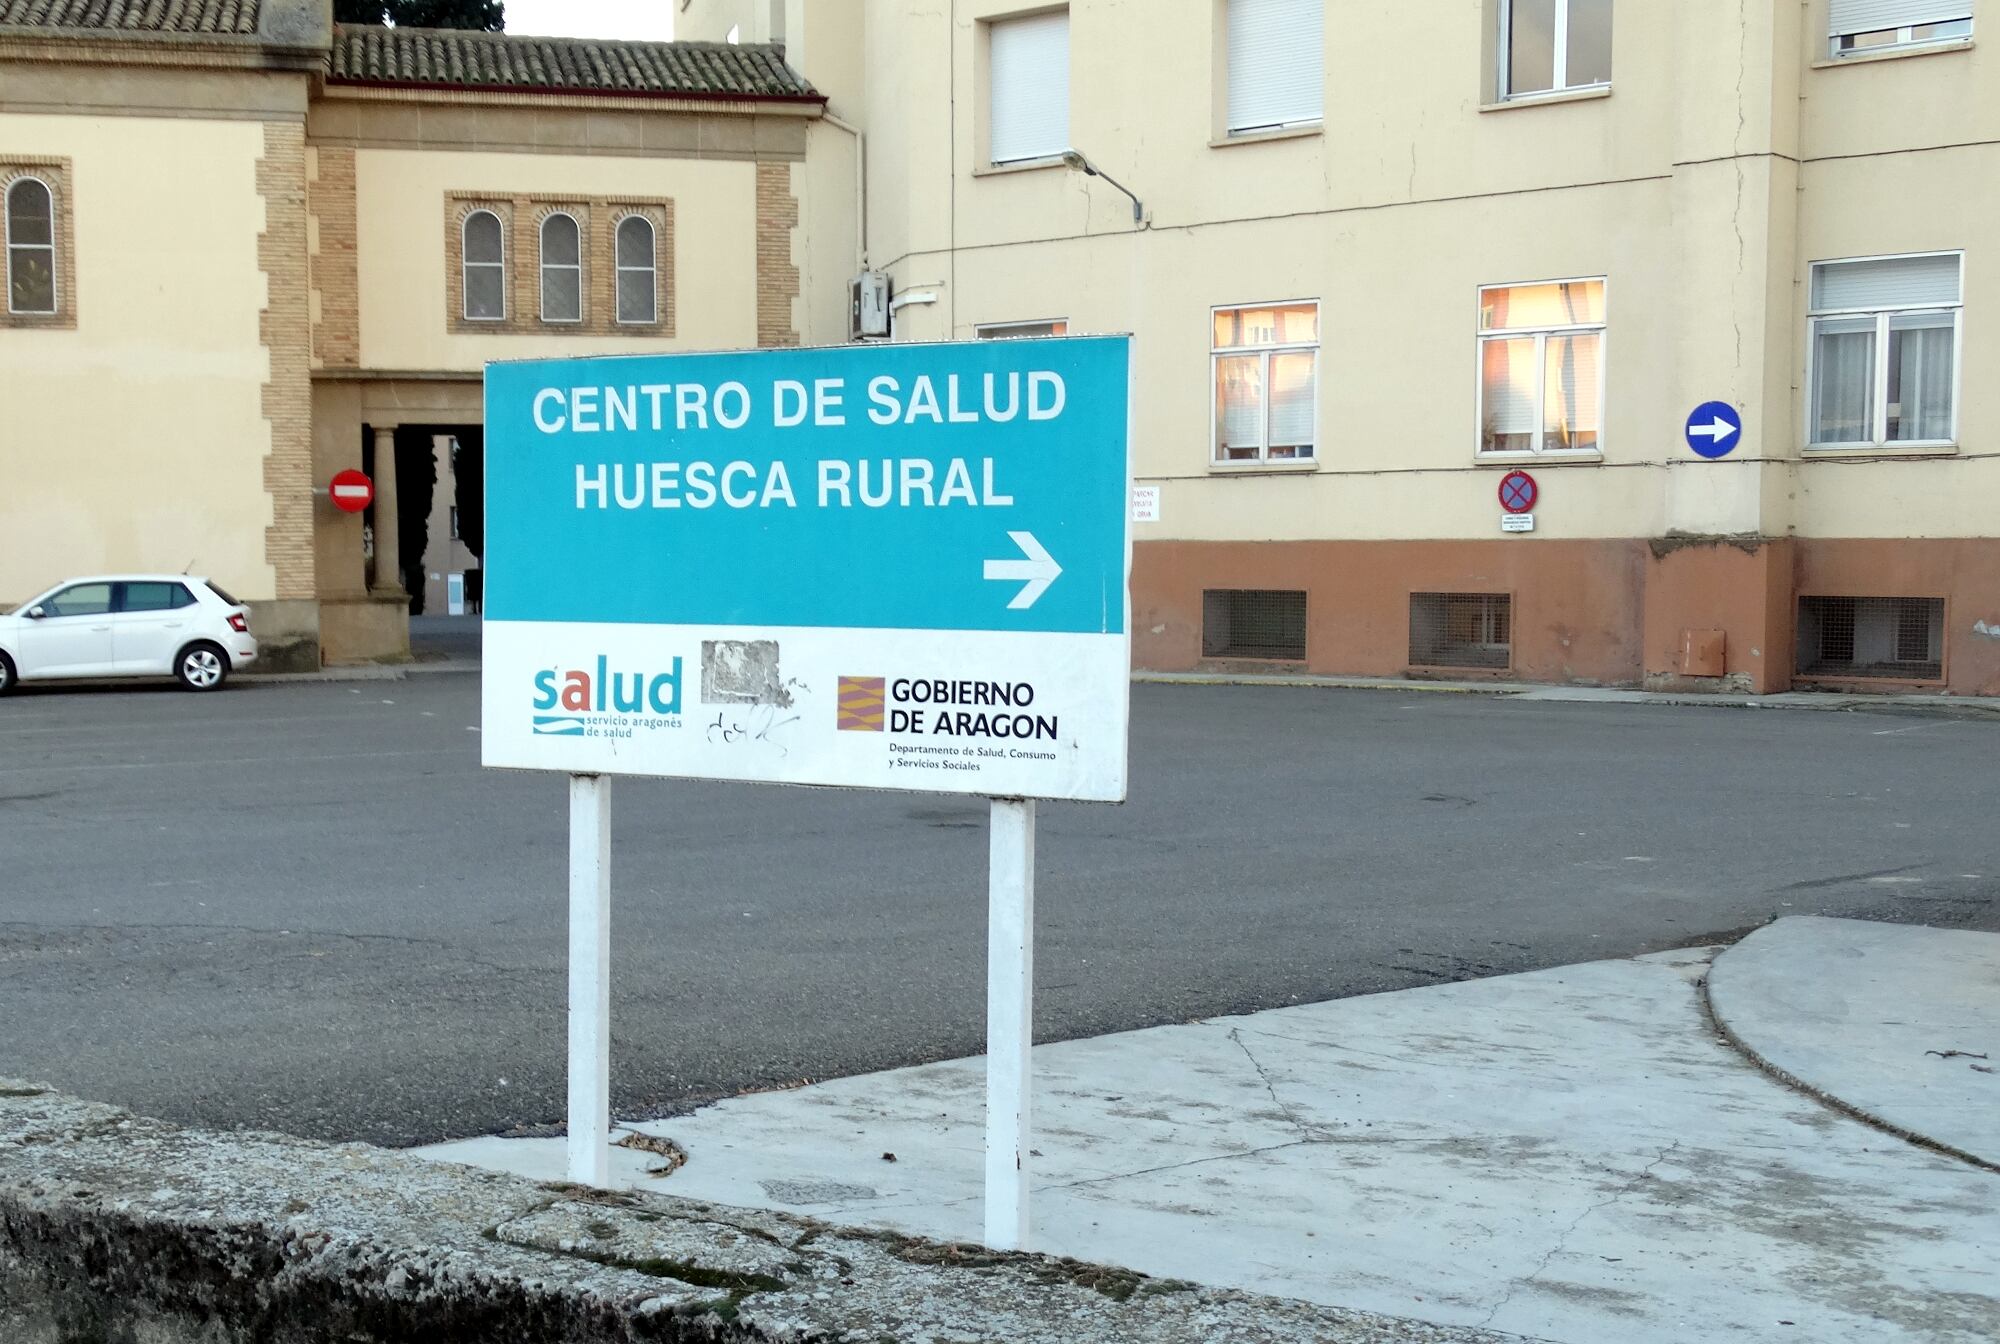 CENTRO DE SALUD
HUESCA RURAL
salud
servicio aragonés
de salud
GOBIERNO
DE ARAGON
Departamento de Salud, Consumo
y Servicios Sociales